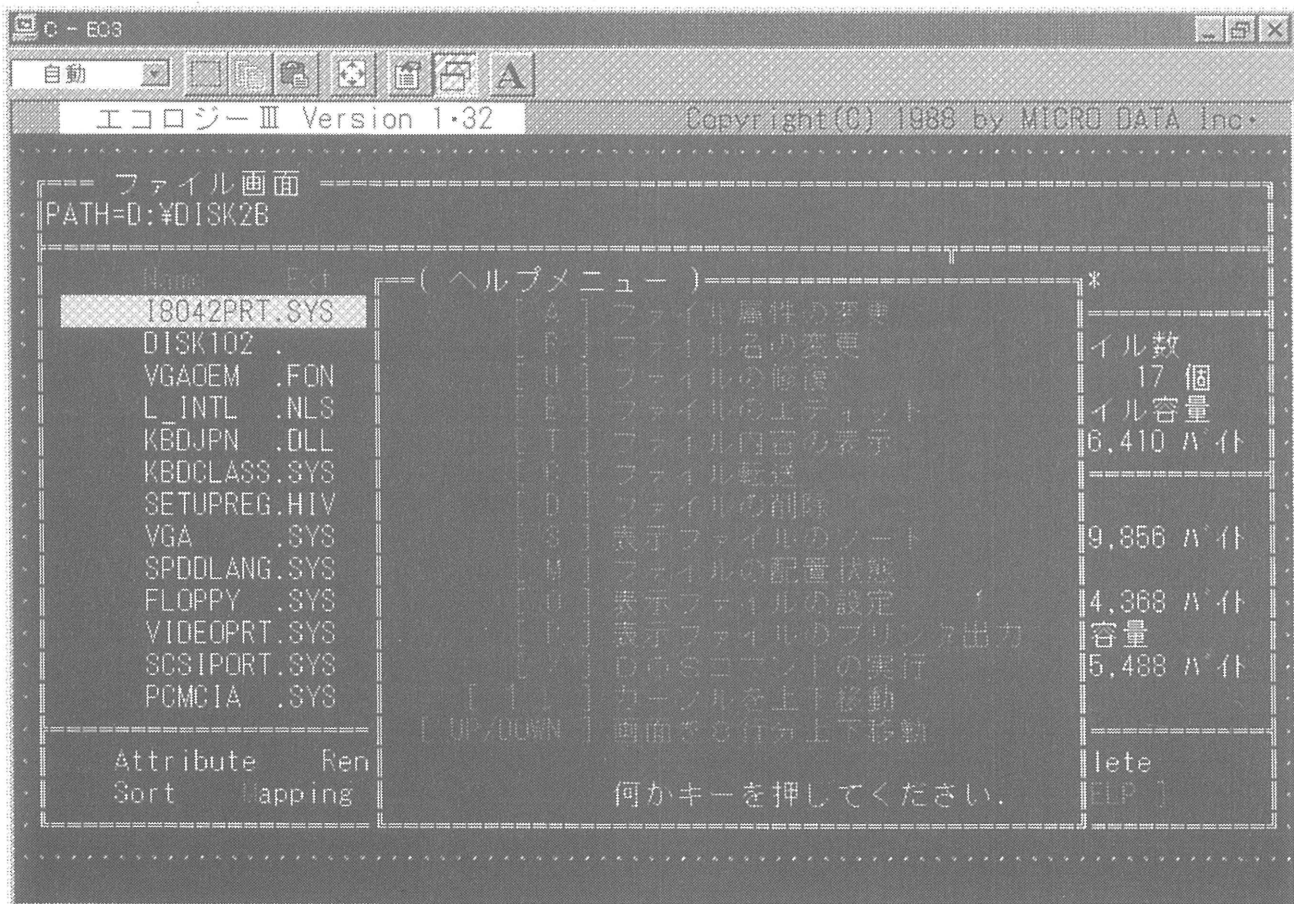 C - EC3
自動
A
エコロジーⅢ Version 1・32 Copyright(C) 1988 by MICRO DATA Inc・
ファイル画面
PATH=D:¥DISK2B
Name Ext
( ヘルプメニュー ) *
I8042PRT.SYS
[ A ] ファイル属性の変更
DISK102 .
[ R ] ファイル名の変更
イル数
VGAOEM .FON
[ U ] ファイルの修復
17 個
L_INTL .NLS
[ E ] ファイルのエディット
イル容量
KBDJPN .DLL
[ T ] ファイル内容の表示
6,410 バイト
KBDCLASS.SYS
[ C ] ファイル転送
SETUPREG.HIV
[ D ] ファイルの削除
VGA .SYS
[ S ] 表示ファイルのソート
9,856 バイト
SPDDLANG.SYS
[ M ] ファイルの配置状態
FLOPPY .SYS
表示ファイルの設定
4,368 バイト
VIDEOPRT.SYS
表示ファイルのプリンタ出力
容量
SCSIPORT.SYS
DOSコマンドの実行
5,488 バイト
PCMCIA .SYS
カーソルを上下移動
[ UP/DOWN ] 画面を8行分上下移動
Attribute Ren
lete
Sort Mapping
何かキーを押してください.
ELP ]